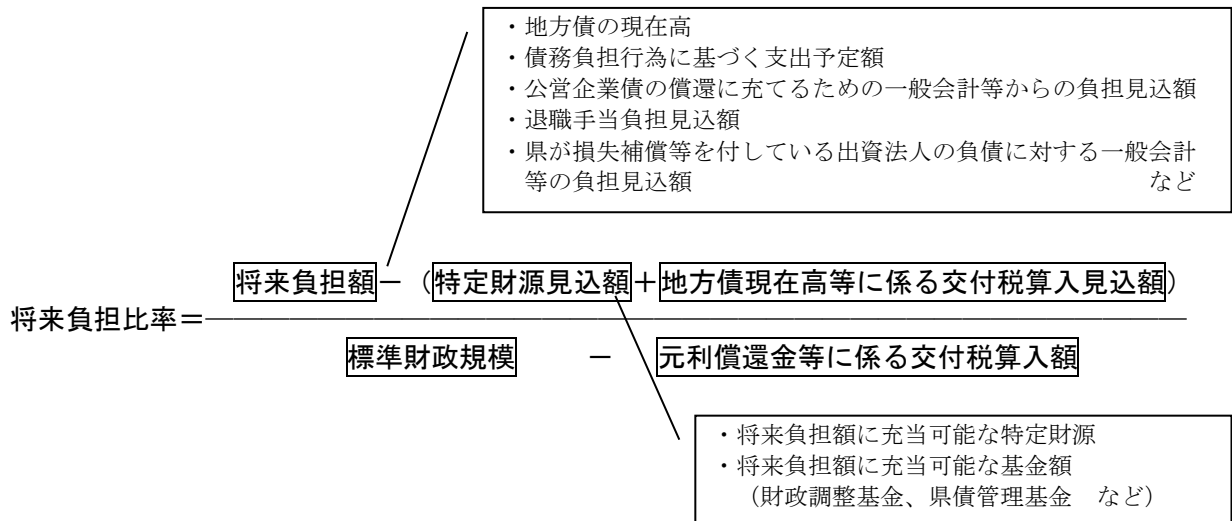 ・地方債の現在高
・債務負担行為に基づく支出予定額
・公営企業債の償還に充てるための一般会計等からの負担見込額
・退職手当負担見込額
・県が損失補償等を付している出資法人の負債に対する一般会計
等の負担見込額 など
将来負担額－（特定財源見込額＋地方債現在高等に係る交付税算入見込額）
将来負担比率＝
標準財政規模 － 元利償還金等に係る交付税算入額
・将来負担額に充当可能な特定財源
・将来負担額に充当可能な基金額
（財政調整基金、県債管理基金 など）